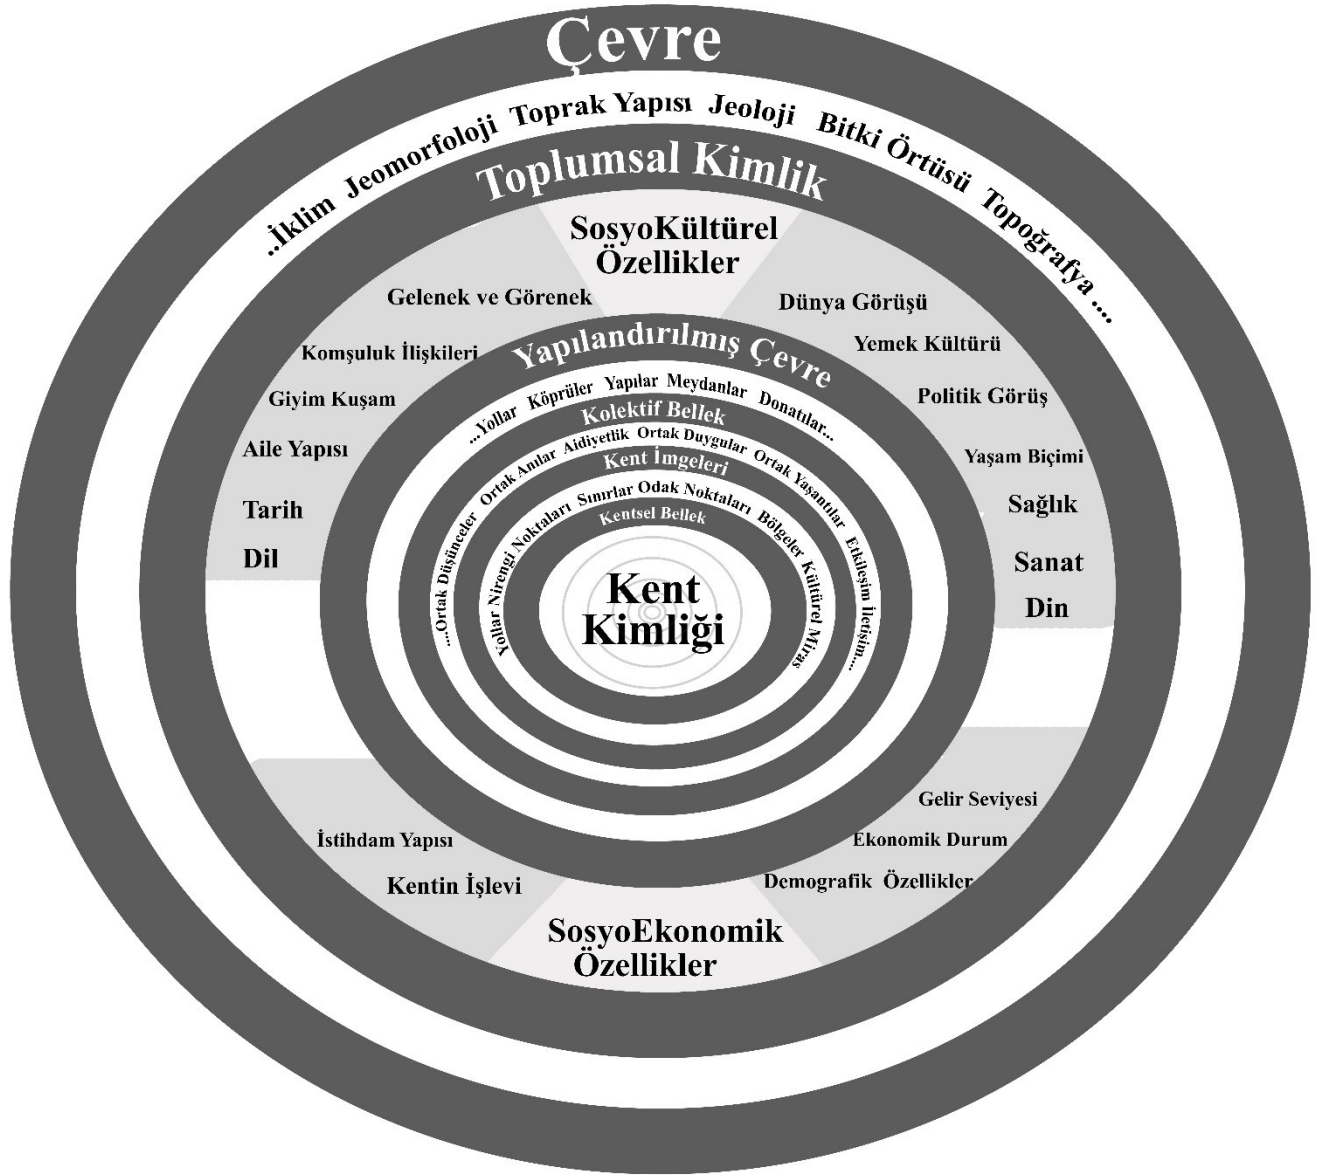 Çevre
..İklim Jeomorfoloji Toprak Yapısı Jeoloji Bitki Örtüsü Topoğrafya ....
Toplumsal Kimlik
SosyoKültürel
Özellikler
Gelenek ve Görenek
Komşuluk İlişkileri
Giyim Kuşam
Aile Yapısı
Tarih
Dil
Dünya Görüşü
Yemek Kültürü
Politik Görüş
Yaşam Biçimi
Sağlık
Sanat
Din
Yapılandırılmış Çevre
...Yollar Köprüler Yapılar Meydanlar Donatılar...
Kolektif Bellek
....Ortak Düşünceler Ortak Anılar Aidiyetlik Ortak Duygular Ortak Yaşantılar Etkileşim İletişim....
Kent İmgeleri
Yollar Nirengi Noktaları Sınırlar Odak Noktaları Bölgeler Kültürel Miras
Kentsel Bellek
Kent
Kimliği
İstihdam Yapısı
Kentin İşlevi
Gelir Seviyesi
Ekonomik Durum
Demografik Özellikler
SosyoEkonomik
Özellikler